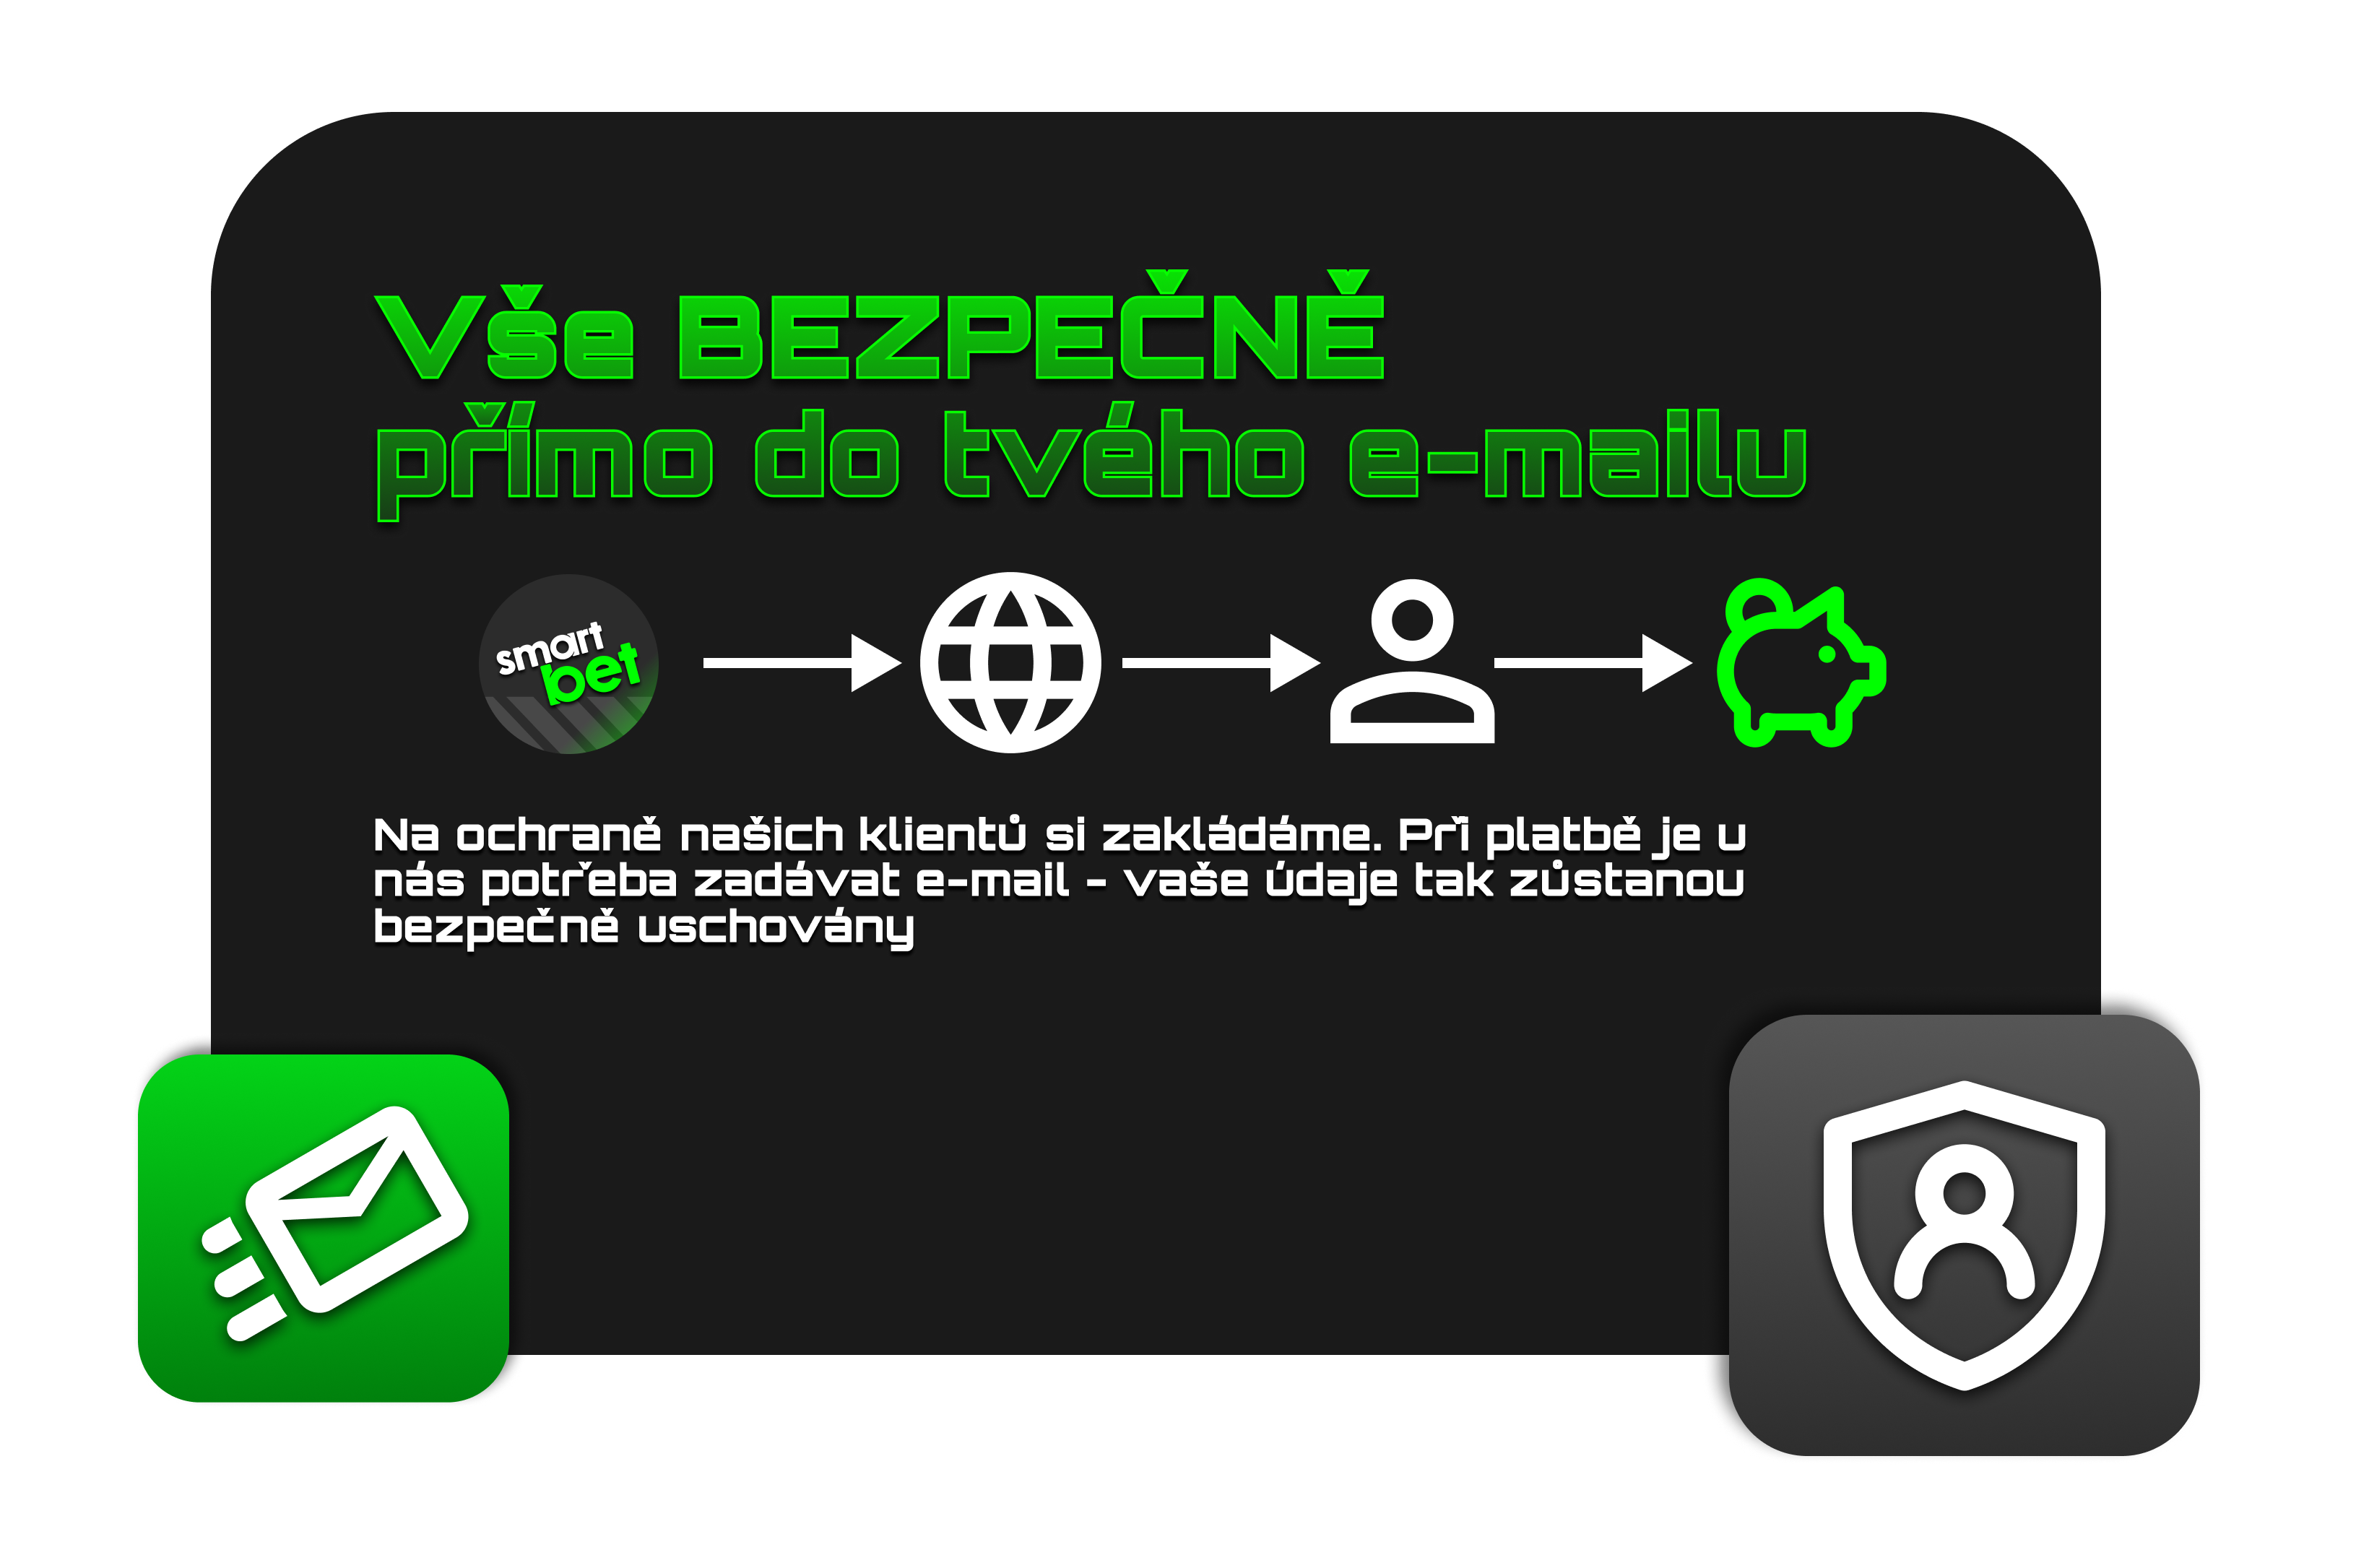 Vše BEZPEČNĚ
přímo do tvého e-mailu
smart
bet
Na ochraně našich klientů si zakládáme. Při platbě je u
nás potřeba zadávat e-mail - vaše údaje tak zůstanou
bezpečně uschovány